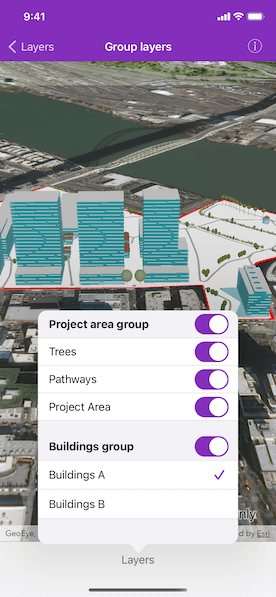 9:41
Layers
Group layers
Project area group
Trees
Pathways
Project Area
Buildings group
Buildings A
Buildings B
nly
GeoEye, d by Esri
Layers